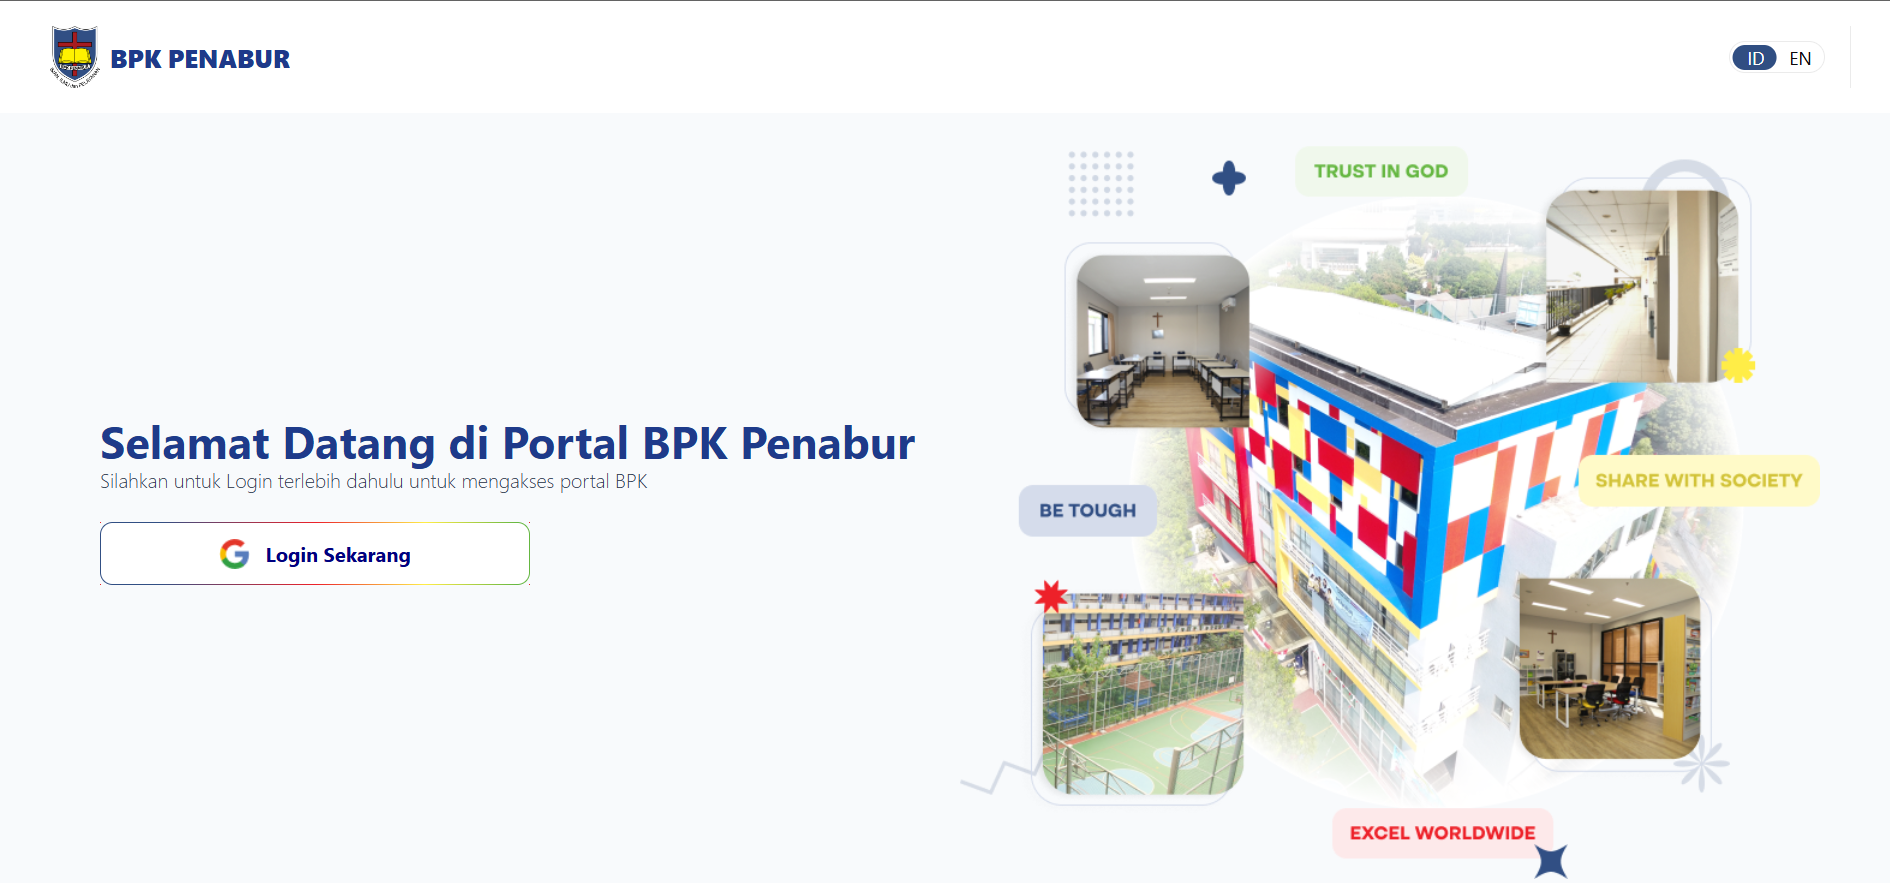 BPK PENABUR
ID EN
TRUST IN GOD
Selamat Datang di Portal BPK Penabur
Silahkan untuk Login terlebih dahulu untuk mengakses portal BPK
Login Sekarang
BE TOUGH
SHARE WITH SOCIETY
EXCEL WORLDWIDE